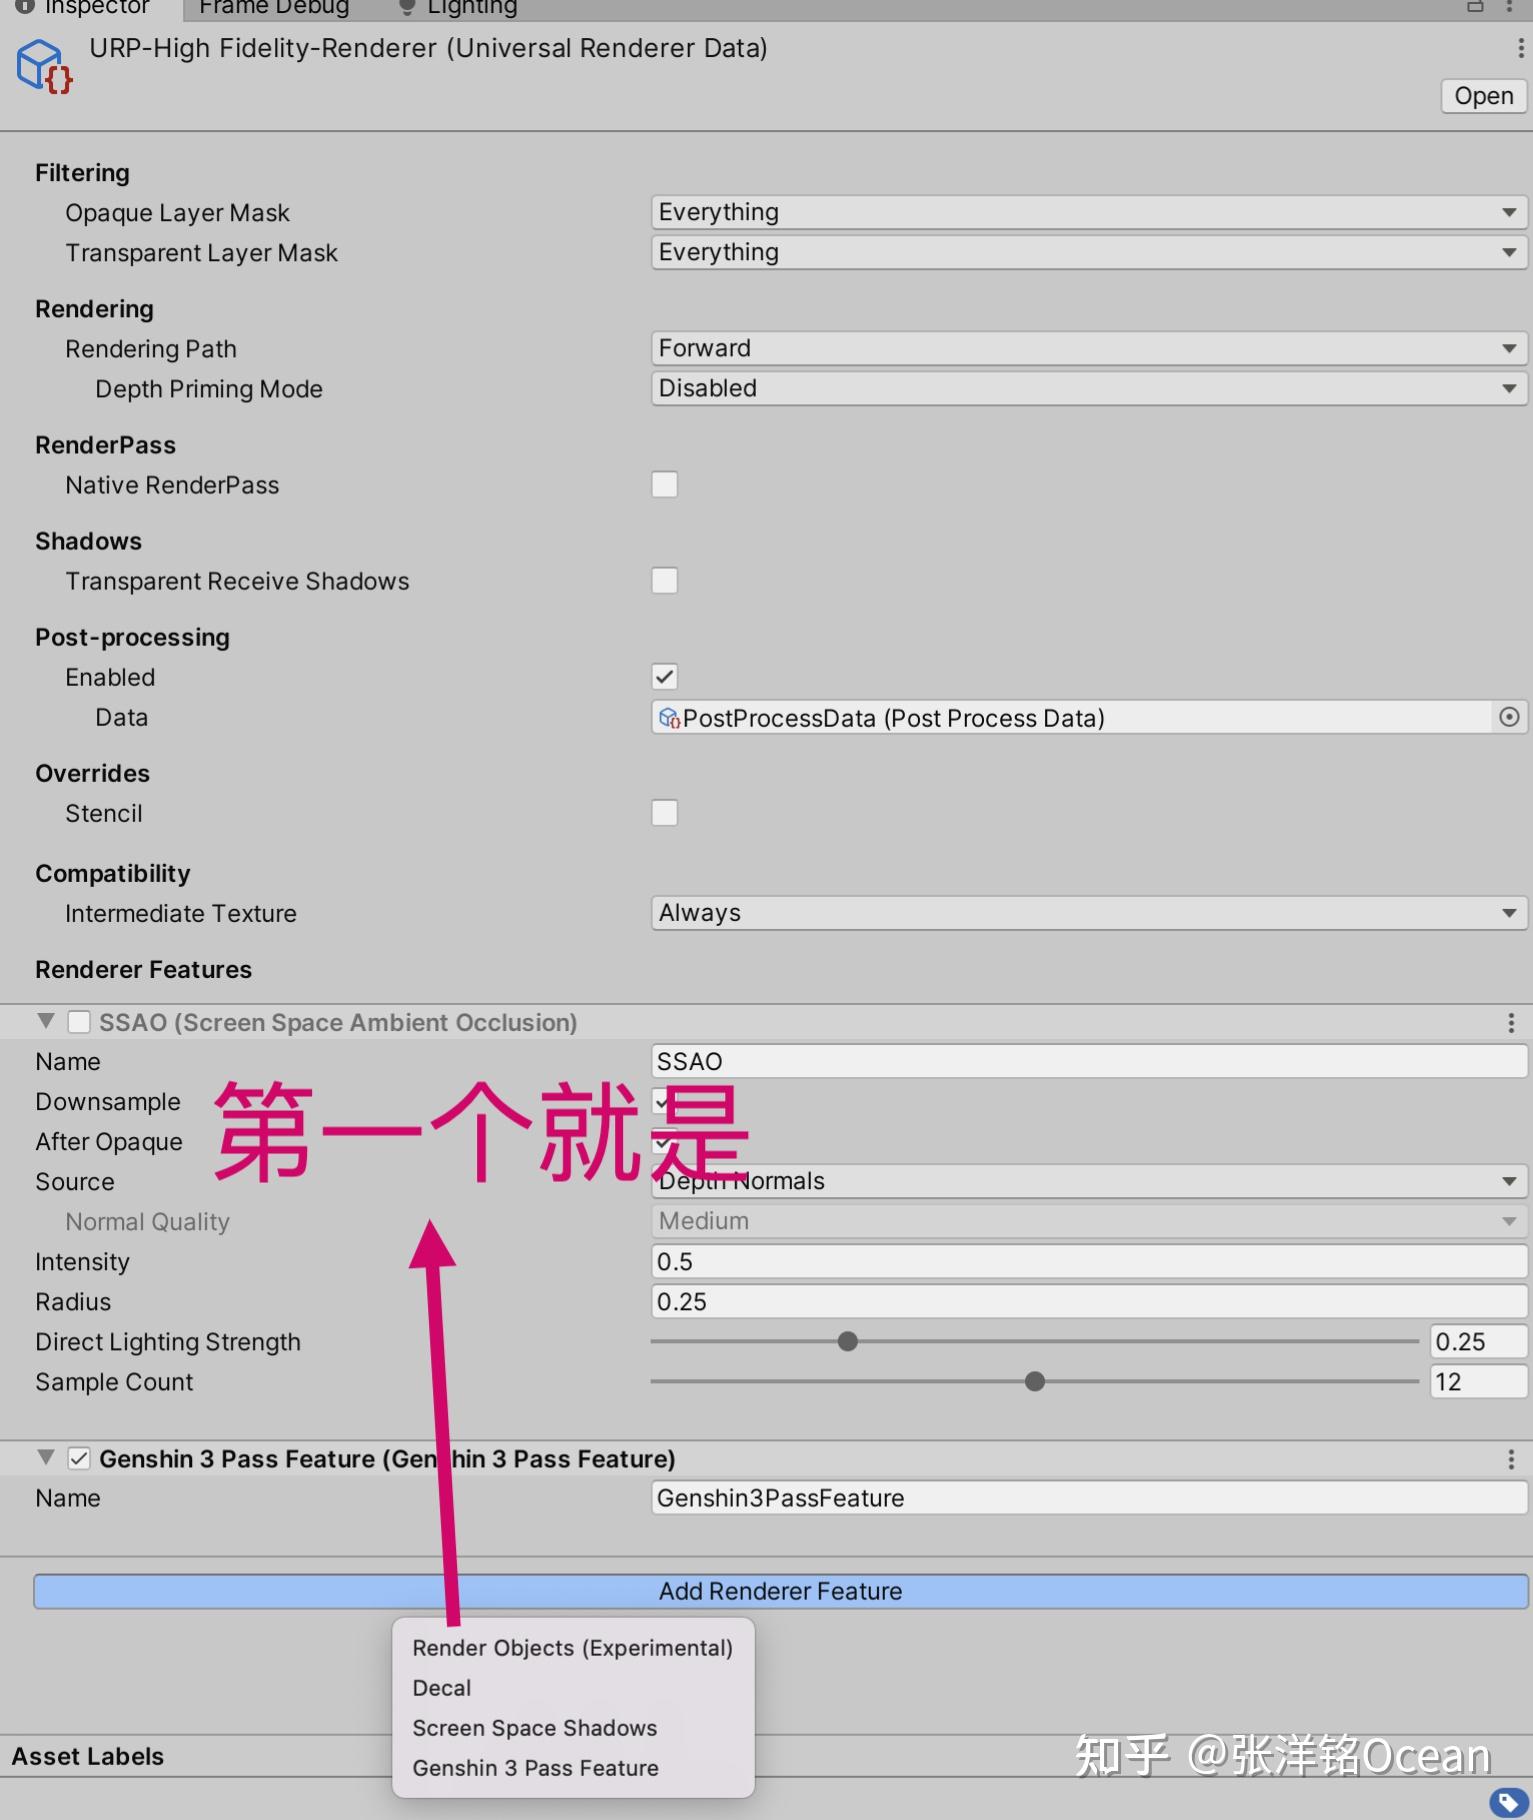 Inspector
Frame Debug
Lighting
URP-High Fidelity-Renderer (Universal Renderer Data)
Open
Filtering
Opaque Layer Mask
Everything
Transparent Layer Mask
Everything
Rendering
Rendering Path
Forward
Depth Priming Mode
Disabled
RenderPass
Native RenderPass
Shadows
Transparent Receive Shadows
Post-processing
Enabled
Data
PostProcessData (Post Process Data)
Overrides
Stencil
Compatibility
Intermediate Texture
Always
Renderer Features
SSAO (Screen Space Ambient Occlusion)
Name
SSAO
Downsample
第一个就是
After Opaque
Source
Depth Normals
Normal Quality
Medium
Intensity
0.5
Radius
0.25
Direct Lighting Strength
0.25
Sample Count
12
Genshin 3 Pass Feature (Genshin 3 Pass Feature)
Name
Genshin3PassFeature
Add Renderer Feature
Render Objects (Experimental)
Decal
Screen Space Shadows
Genshin 3 Pass Feature
Asset Labels
知乎 @张洋铭Ocean